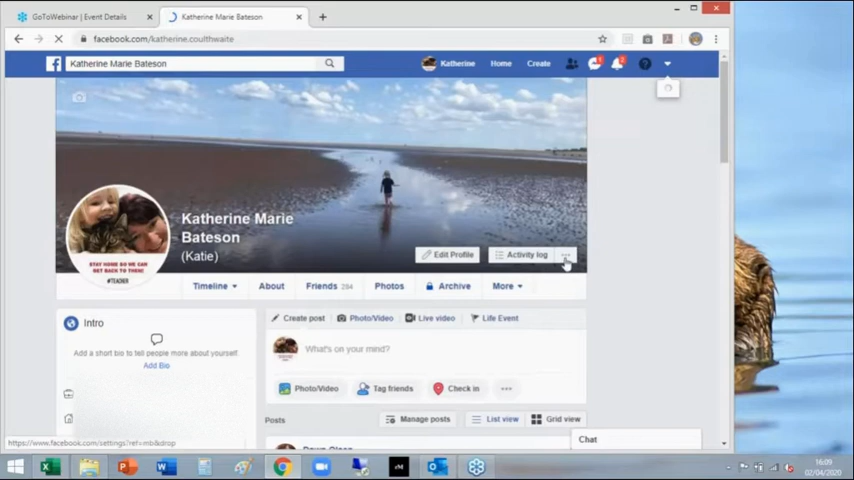 GoToWebinar | Event Details
Katherine Marie Bateson
facebook.com/katherine.coulthwaite
Katherine Marie Bateson
Katherine
Home
Create
Katherine Marie
Bateson
(Katie)
STAY HOME SO WE CAN
GET BACK TO THESE
#TEACHER
Edit Profile
Activity log
Timeline
About
Friends 284
Photos
Archive
More
Intro
Create post
Photo/Video
Live video
Life Event
Add a short bio to tell people more about yourself.
Add Bio
What's on your mind?
Photo/Video
Tag friends
Check in
Posts
Manage posts
List view
Grid view
Chat
https://www.facebook.com/settings?ref=mb&drop
16:09
02/04/2020